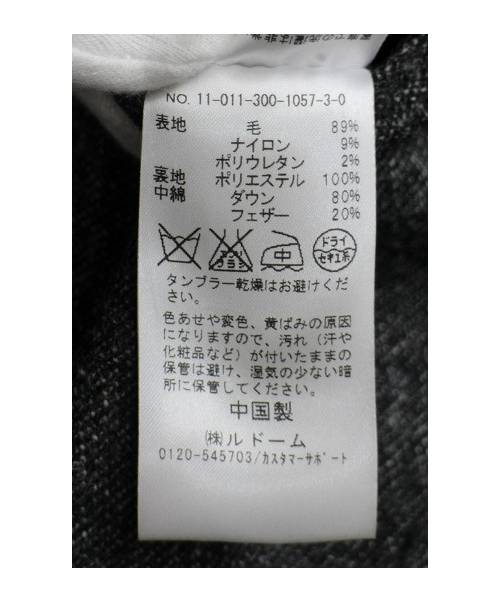 NO. 11-011-300-1057-3-0
表地 毛 89%
ナイロン 9%
ポリウレタン 2%
裏地 ポリエステル 100%
中綿 ダウン 80%
フェザー 20%
エンソ サラシ 中 ドライ セキユ系
タンブラー乾燥はお避けくだ
さい。
色あせや変色、黄ばみの原因
になりますので、汚れ(汗や
化粧品など)が付いたままの
保管は避け、湿気の少ない暗
所に保管してください。
中国製
(株)ルドーム
0120-545703/カスタマーサポート